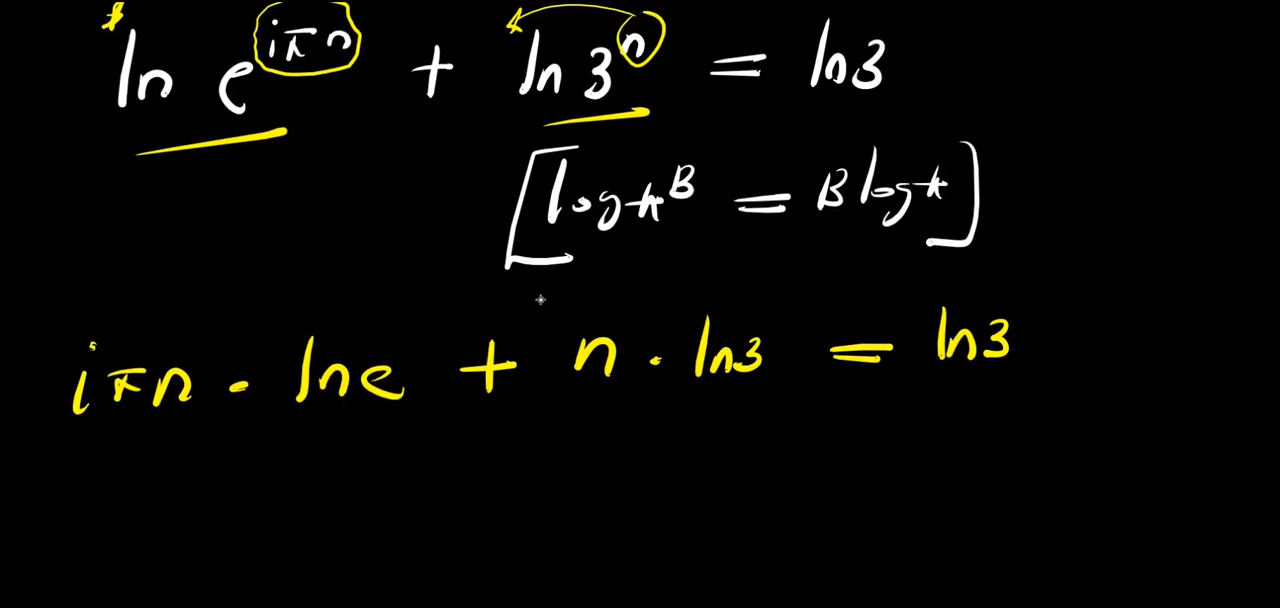 ln e^{iπn} + ln 3^n = ln3
[log A^B = B log A]
iπn · lne + n · ln3 = ln3